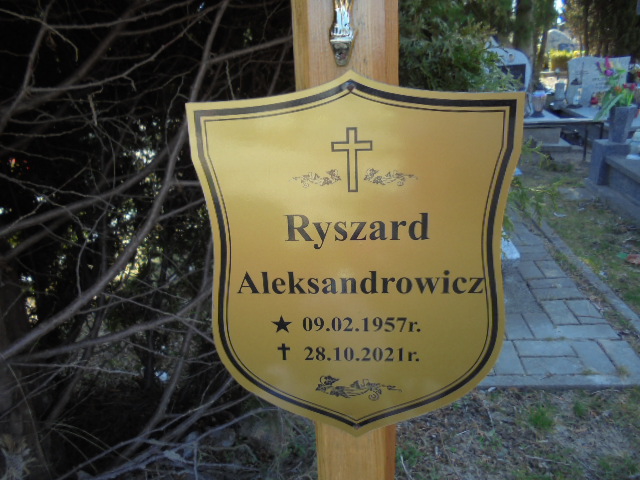 Ryszard
Aleksandrowicz
★ 09.02.1957r.
✝ 28.10.2021r.